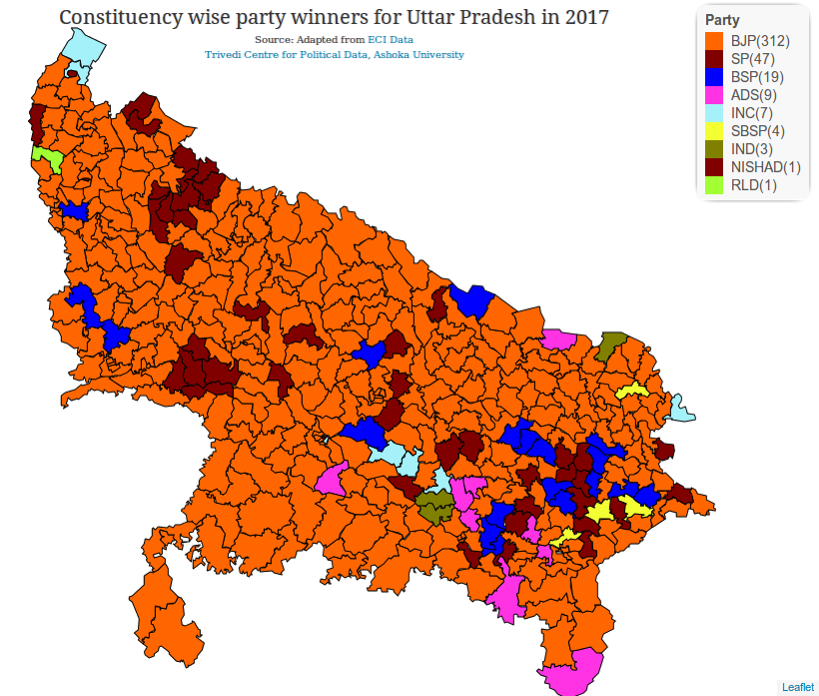 Constituency wise party winners for Uttar Pradesh in 2017
Source: Adapted from ECI Data
Trivedi Centre for Political Data, Ashoka University
Party
BJP(312)
SP(47)
BSP(19)
ADS(9)
INC(7)
SBSP(4)
IND(3)
NISHAD(1)
RLD(1)
Leaflet